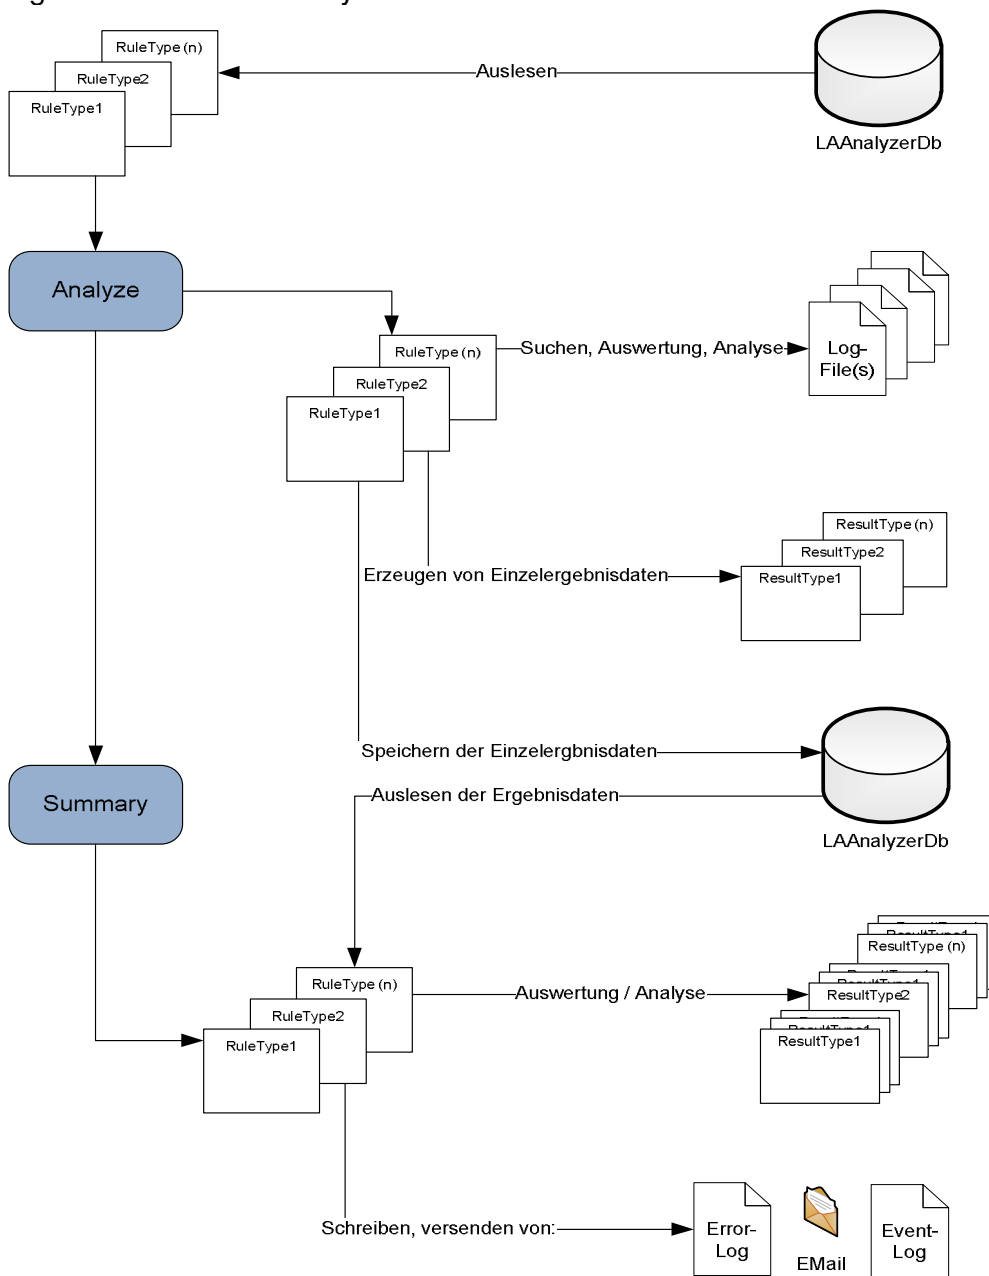 RuleType (n)
RuleType2
RuleType1
Auslesen
LAAnalyzerDb
Analyze
RuleType (n)
RuleType2
RuleType1
Suchen, Auswertung, Analyse
Log-
File(s)
ResultType (n)
ResultType2
ResultType1
Erzeugen von Einzelergebnisdaten
Speichern der Einzelergbnisdaten
Auslesen der Ergebnisdaten
LAAnalyzerDb
Summary
RuleType (n)
RuleType2
RuleType1
Auswertung / Analyse
ResultType (n)
ResultType2
ResultType1
Schreiben, versenden von:
Error-
Log
EMail
Event-
Log